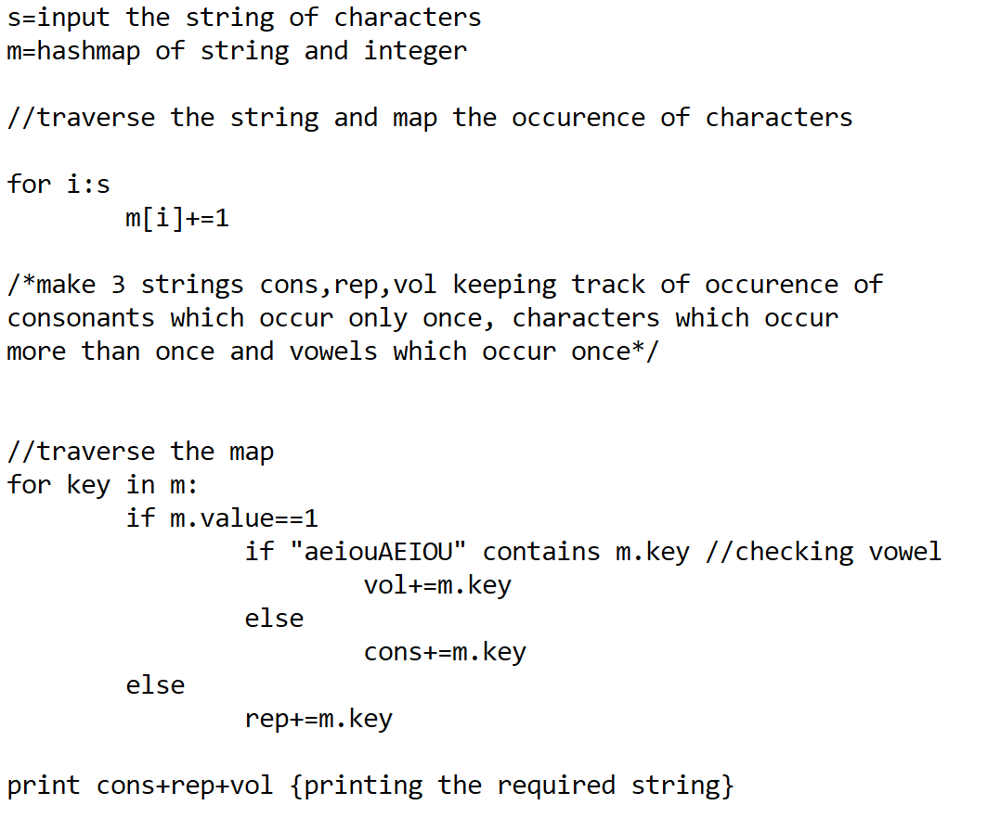 s=input the string of characters
m=hashmap of string and integer
//traverse the string and map the occurence of characters
for i:s
m[i]+=1
/*make 3 strings cons,rep,vol keeping track of occurence of
consonants which occur only once, characters which occur
more than once and vowels which occur once*/
//traverse the map
for key in m:
if m.value==1
if "aeiouAEIOU" contains m.key //checking vowel
vol+=m.key
else
cons+=m.key
else
rep+=m.key
print cons+rep+vol {printing the required string}